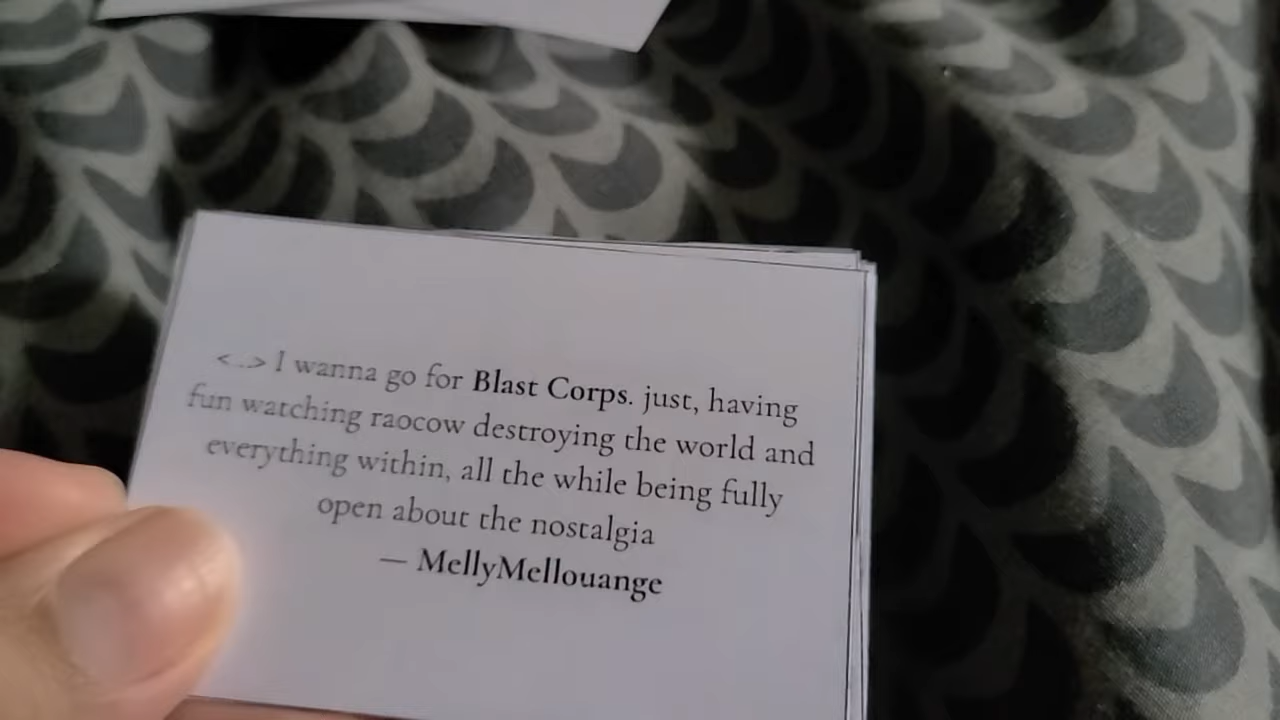 <...> I wanna go for Blast Corps. just, having
fun watching raocow destroying the world and
everything within, all the while being fully
open about the nostalgia
— MellyMellouange